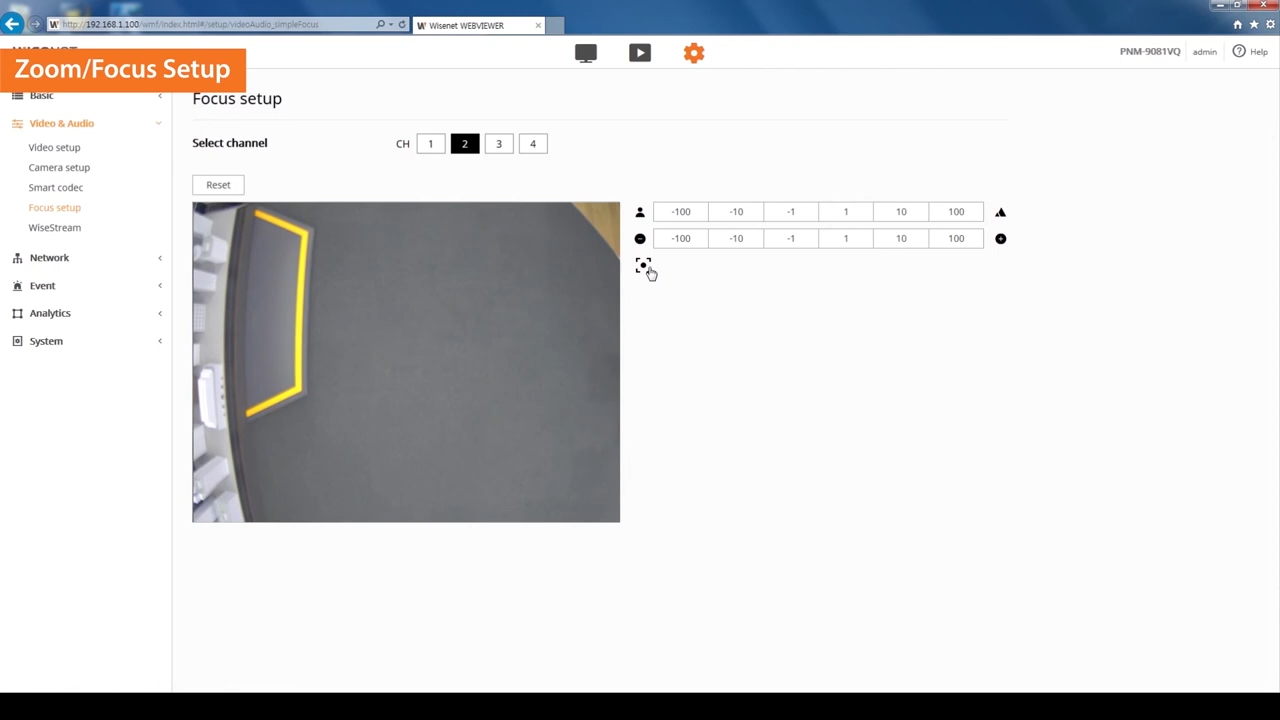 http://192.168.1.100/wmf/index.html#/setup/videoAudio_simpleFocus
W Wisenet WEBVIEWER
PNM-9081VQ admin Help
Zoom/Focus Setup
Basic
Focus setup
Video & Audio
Select channel CH 1 2 3 4
Video setup
Camera setup
Smart codec
Reset
Focus setup
-100 -10 -1 1 10 100
WiseStream
-100 -10 -1 1 10 100
Network
Event
Analytics
System